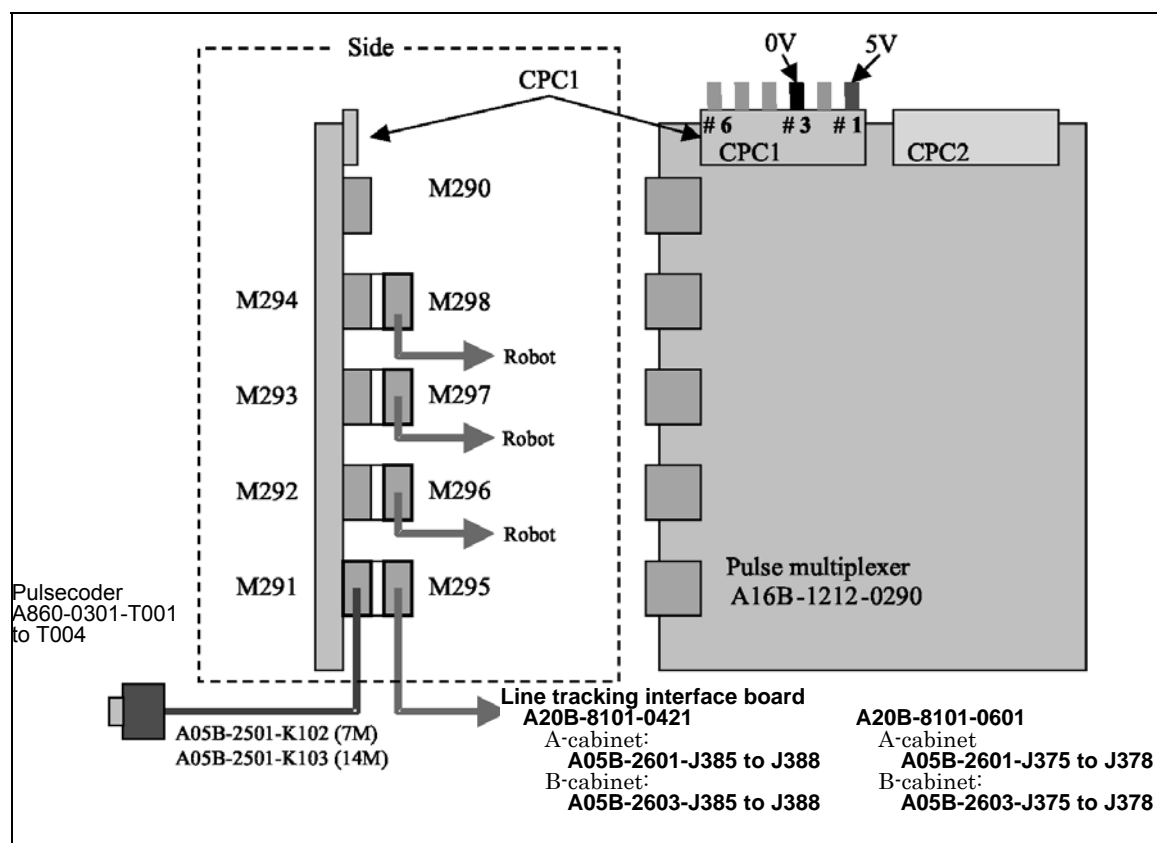 Side
0V
5V
CPC1
# 6
# 3
# 1
CPC1
CPC2
M290
M294
M298
Robot
M293
M297
Robot
M292
M296
Robot
M291
M295
Pulse multiplexer
A16B-1212-0290
Pulsecoder
A860-0301-T001
to T004
A05B-2501-K102 (7M)
A05B-2501-K103 (14M)
Line tracking interface board
A20B-8101-0421
A-cabinet:
A05B-2601-J385 to J388
B-cabinet:
A05B-2603-J385 to J388
A20B-8101-0601
A-cabinet
A05B-2601-J375 to J378
B-cabinet:
A05B-2603-J375 to J378